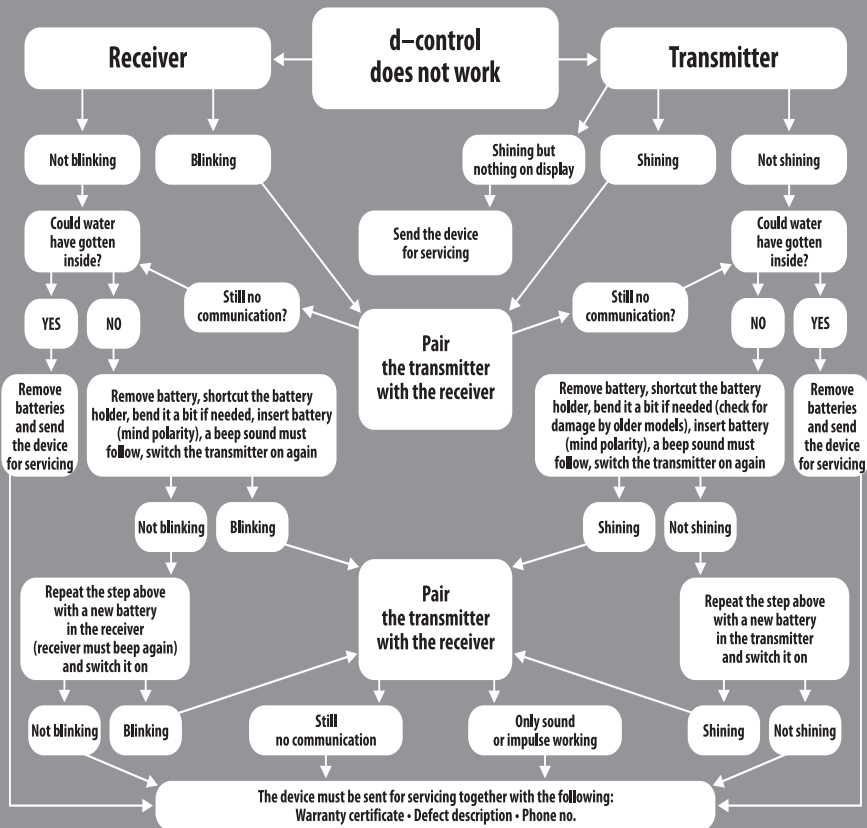 d–control
does not work
Receiver
Transmitter
Not blinking
Blinking
Shining but
nothing on display
Shining
Not shining
Could water
have gotten
inside?
Send the device
for servicing
Could water
have gotten
inside?
Still no
communication?
Still no
communication?
YES
NO
Pair
the transmitter
with the receiver
NO
YES
Remove
batteries
and send
the device
for servicing
Remove battery, shortcut the battery
holder, bend it a bit if needed, insert battery
(mind polarity), a beep sound must
follow, switch the transmitter on again
Remove battery, shortcut the battery
holder, bend it a bit if needed (check for
damage by older models), insert battery
(mind polarity), a beep sound must
follow, switch the transmitter on again
Remove
batteries
and send
the device
for servicing
Not blinking
Blinking
Shining
Not shining
Pair
the transmitter
with the receiver
Repeat the step above
with a new battery
in the receiver
(receiver must beep again)
and switch it on
Repeat the step above
with a new battery
in the transmitter
and switch it on
Not blinking
Blinking
Still
no communication
Only sound
or impulse working
Shining
Not shining
The device must be sent for servicing together with the following:
Warranty certificate • Defect description • Phone no.